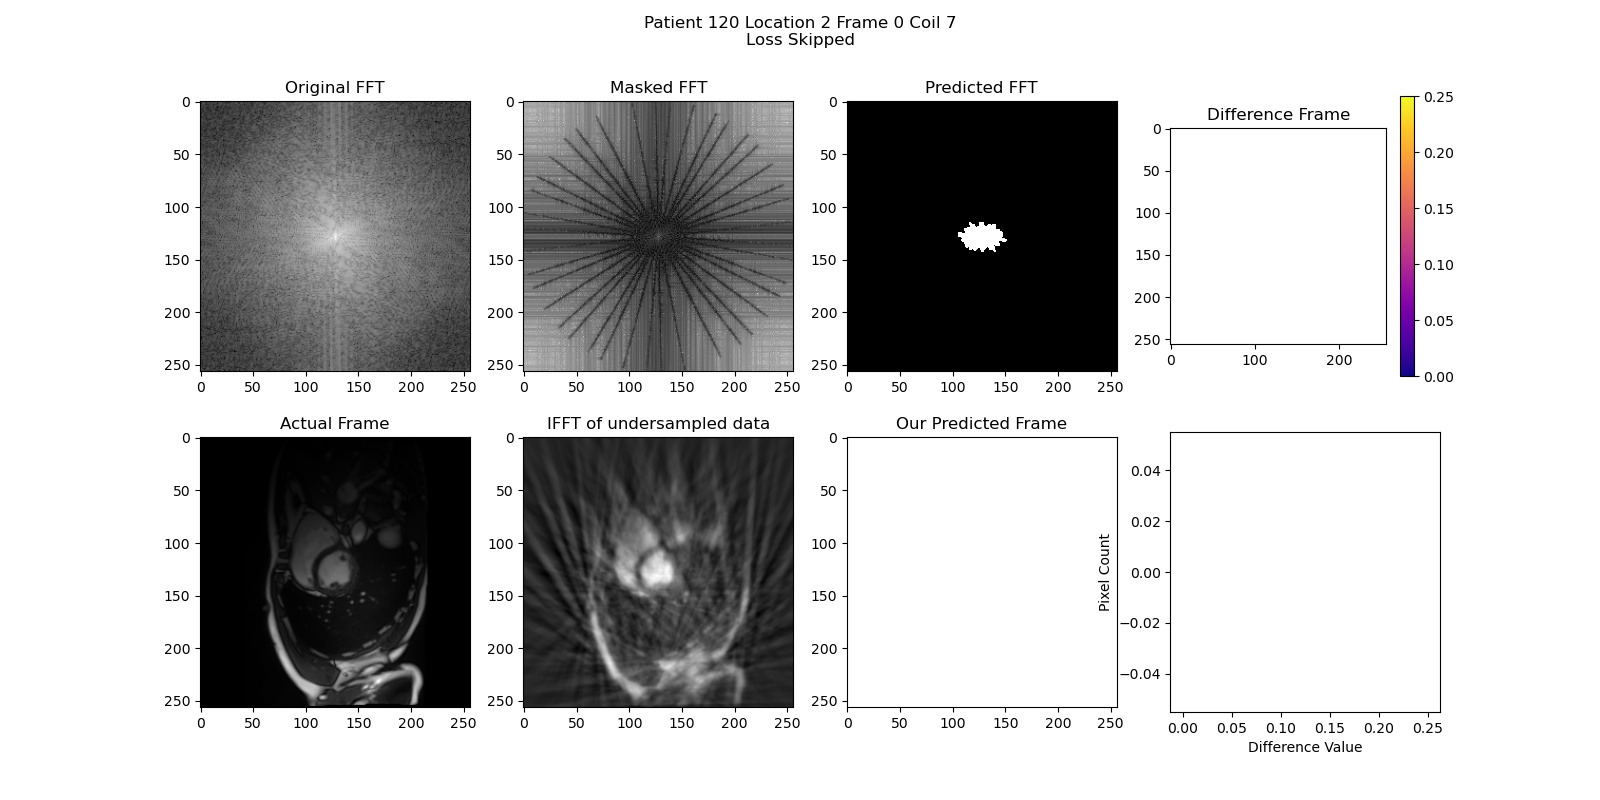 Patient 120 Location 2 Frame 0 Coil 7
Loss Skipped
Original FFT
0
50
100
150
200
250
0 50 100 150 200 250
Masked FFT
0
50
100
150
200
250
0 50 100 150 200 250
Predicted FFT
0
50
100
150
200
250
0 50 100 150 200 250
Difference Frame
0
50
100
150
200
250
0 100 200
0.25
0.20
0.15
0.10
0.05
0.00
Actual Frame
0
50
100
150
200
250
0 50 100 150 200 250
IFFT of undersampled data
0
50
100
150
200
250
0 50 100 150 200 250
Our Predicted Frame
0
50
100
150
200
250
0 50 100 150 200 250
Pixel Count
0.04
0.02
0.00
−0.02
−0.04
0.00 0.05 0.10 0.15 0.20 0.25
Difference Value